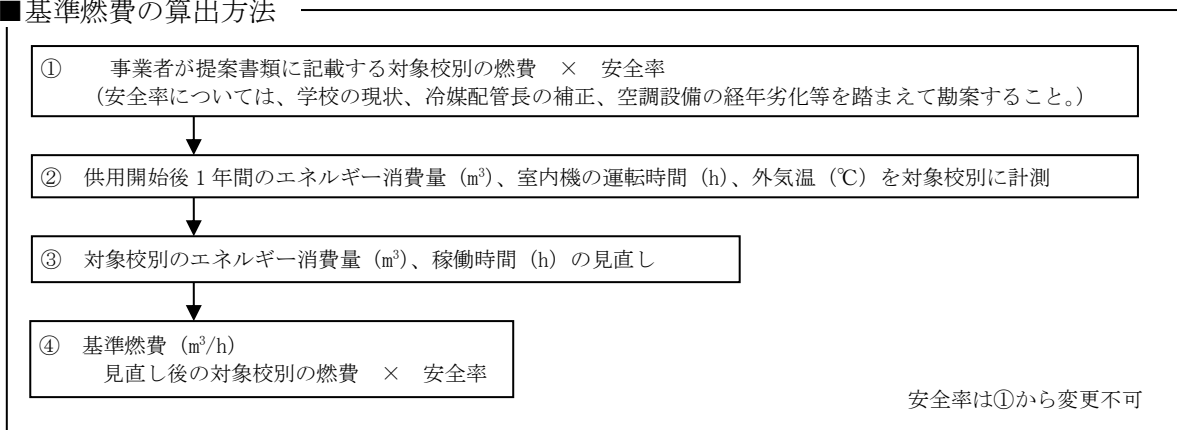 ■基準燃費の算出方法
① 事業者が提案書類に記載する対象校別の燃費 × 安全率
(安全率については、学校の現状、冷媒配管長の補正、空調設備の経年劣化等を踏まえて勘案すること。)
② 供用開始後1年間のエネルギー消費量(m³)、室内機の運転時間(h)、外気温(℃)を対象校別に計測
③ 対象校別のエネルギー消費量(m³)、稼働時間(h)の見直し
④ 基準燃費(m³/h)
見直し後の対象校別の燃費 × 安全率
安全率は①から変更不可